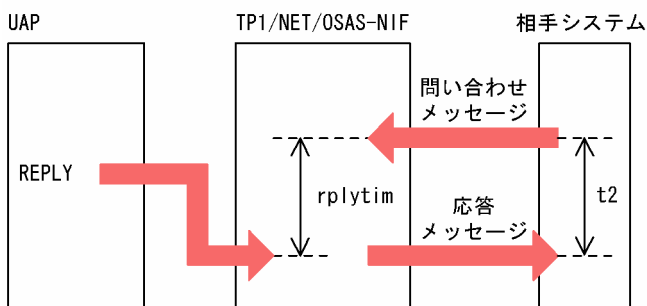 UAP
TP1/NET/OSAS-NIF
相手システム
問い合わせ
メッセージ
REPLY
rplytim
t2
応答
メッセージ